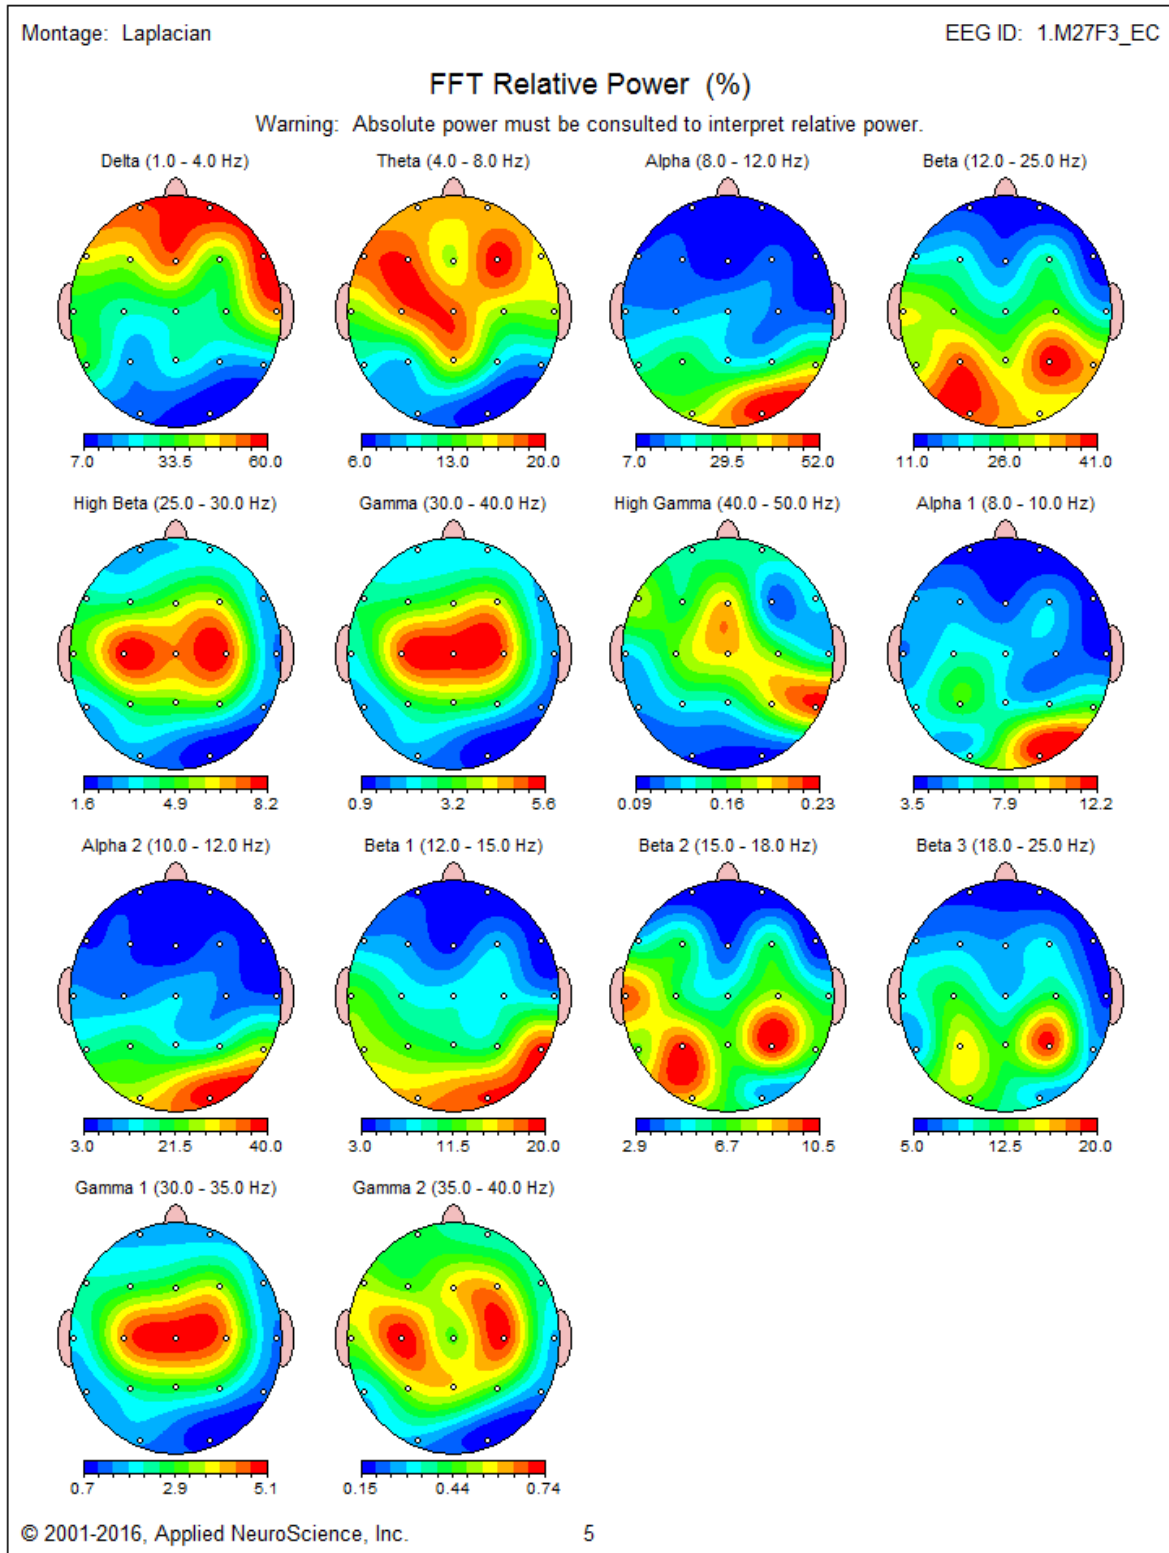 Montage: Laplacian EEG ID: 1.M27F3_EC
FFT Relative Power (%)
Warning: Absolute power must be consulted to interpret relative power.
Delta (1.0 - 4.0 Hz) Theta (4.0 - 8.0 Hz) Alpha (8.0 - 12.0 Hz) Beta (12.0 - 25.0 Hz)
7.0 33.5 60.0 6.0 13.0 20.0 7.0 29.5 52.0 11.0 26.0 41.0
High Beta (25.0 - 30.0 Hz) Gamma (30.0 - 40.0 Hz) High Gamma (40.0 - 50.0 Hz) Alpha 1 (8.0 - 10.0 Hz)
1.6 4.9 8.2 0.9 3.2 5.6 0.09 0.16 0.23 3.5 7.9 12.2
Alpha 2 (10.0 - 12.0 Hz) Beta 1 (12.0 - 15.0 Hz) Beta 2 (15.0 - 18.0 Hz) Beta 3 (18.0 - 25.0 Hz)
3.0 21.5 40.0 3.0 11.5 20.0 2.9 6.7 10.5 5.0 12.5 20.0
Gamma 1 (30.0 - 35.0 Hz) Gamma 2 (35.0 - 40.0 Hz)
0.7 2.9 5.1 0.15 0.44 0.74
© 2001-2016, Applied NeuroScience, Inc. 5